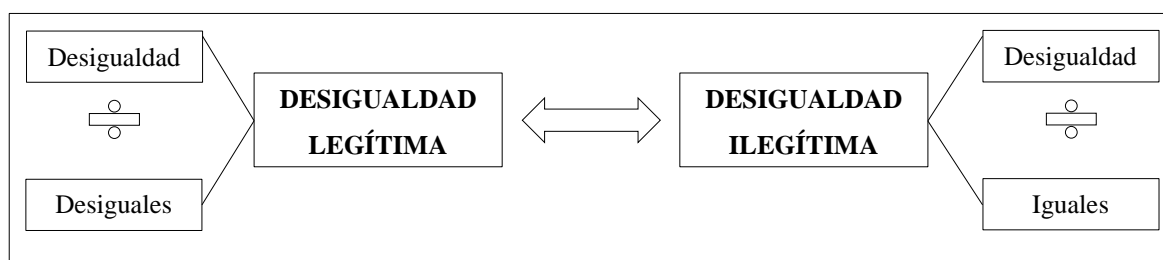 Desigualdad
Desiguales
DESIGUALDAD
LEGÍTIMA
DESIGUALDAD
ILEGÍTIMA
Desigualdad
Iguales